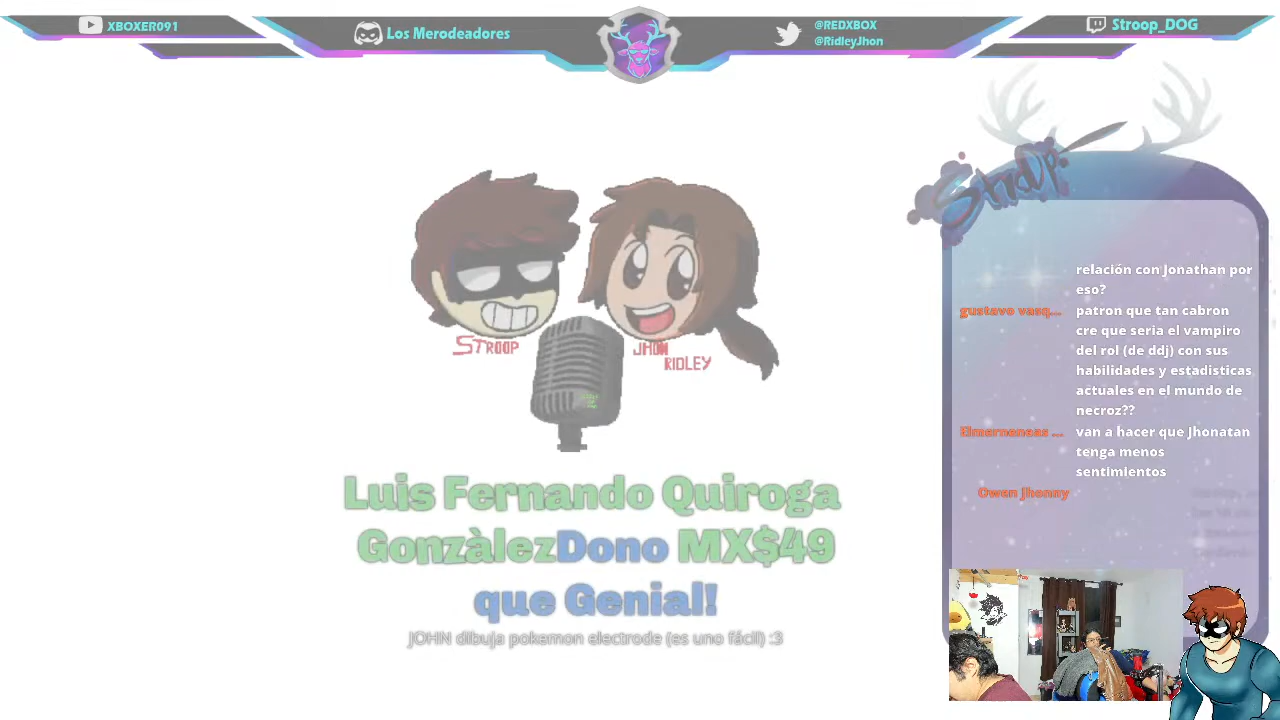 XBOXER091
Los Merodeadores
@REDXBOX
@RidleyJhon
Stroop_DOG
Stroop
STROOP
JHON
RIDLEY
Luis Fernando Quiroga
GonzàlezDono MX$49
que Genial!
JOHN dibuja pokemon electrode (es uno fácil) :3
relación con Jonathan por
eso?
gustavo vasq... patron que tan cabron
cre que seria el vampiro
del rol (de ddj) con sus
habilidades y estadisticas
actuales en el mundo de
necroz??
van a hacer que Jhonatan
tenga menos
sentimientos
Owen Jhonny